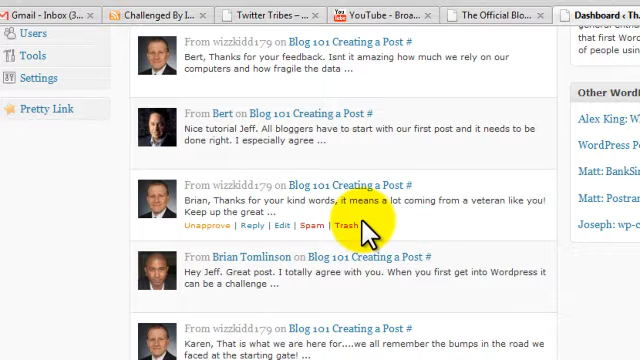 Gmail - Inbox (3...
Challenged By I...
Twitter Tribes - ...
YouTube - Broa...
The Official Blo...
Dashboard ‹ Th
Users
Tools
Settings
Pretty Link
From wizzkid179 on Blog 101 Creating a Post #
Bert, Thanks for your feedback. Isnt it amazing how much we rely on our
computers and how fragile the data ...
From Bert on Blog 101 Creating a Post #
Nice tutorial Jeff. All bloggers have to start with our first post and it needs to be
done right. I especially agree ...
From wizzkid179 on Blog 101 Creating a Post #
Brian, Thanks for your kind words, it means a lot coming from a veteran like you!
Keep up the great ...
Unapprove | Reply | Edit | Spam | Trash
From Brian Tomlinson on Blog 101 Creating a Post #
Hey Jeff. Great post. I totally agree with you. When you first get into Wordpress it
can be a challenge ...
From wizzkid179 on Blog 101 Creating a Post #
Karen, That is what we are here for....we all remember the bumps in the road we
faced at the starting gate! ...
that first Word
of people using
Other WordP
Alex King: W
WordPress Po
Matt: BankSi
Matt: Postran
Joseph: wp-c